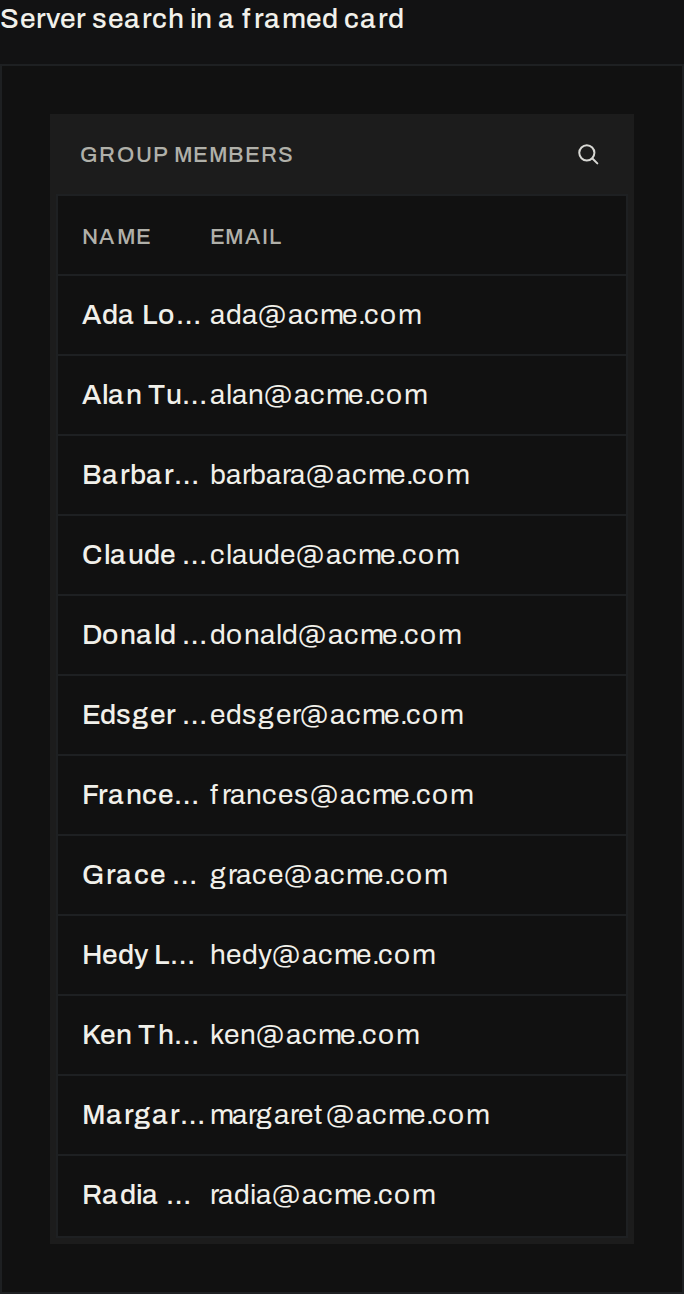 Server search in a framed card
GROUP MEMBERS
NAME EMAIL
Ada Lo... ada@acme.com
Alan Tu... alan@acme.com
Barbar... barbara@acme.com
Claude ... claude@acme.com
Donald ... donald@acme.com
Edsger ... edsger@acme.com
France... frances@acme.com
Grace ... grace@acme.com
Hedy L... hedy@acme.com
Ken Th... ken@acme.com
Margar... margaret@acme.com
Radia ... radia@acme.com